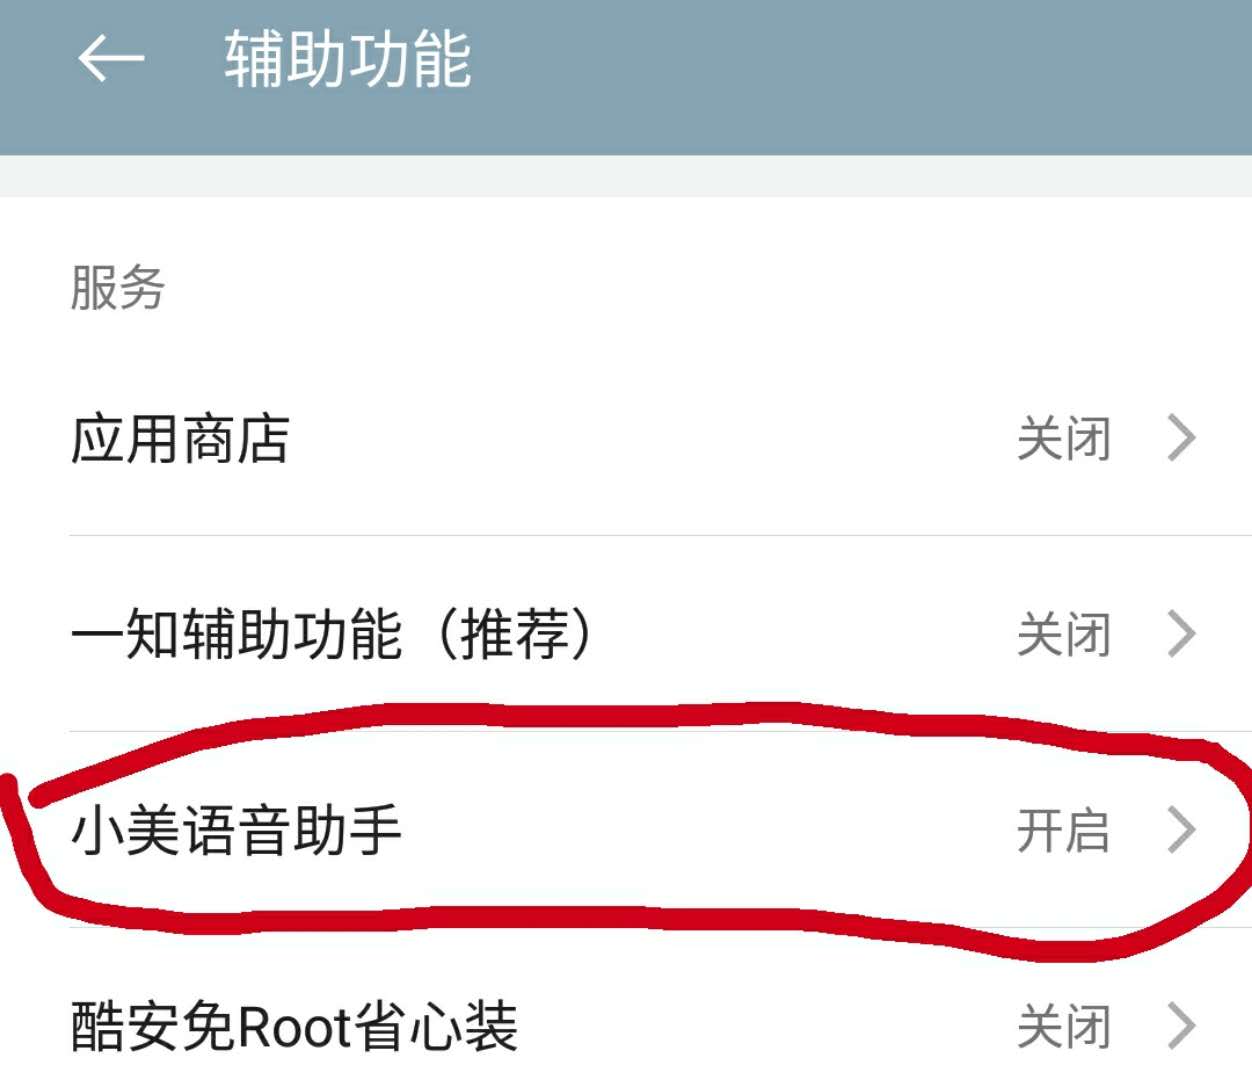 辅助功能
服务
应用商店 关闭
一知辅助功能（推荐） 关闭
小美语音助手 开启
酷安免Root省心装 关闭